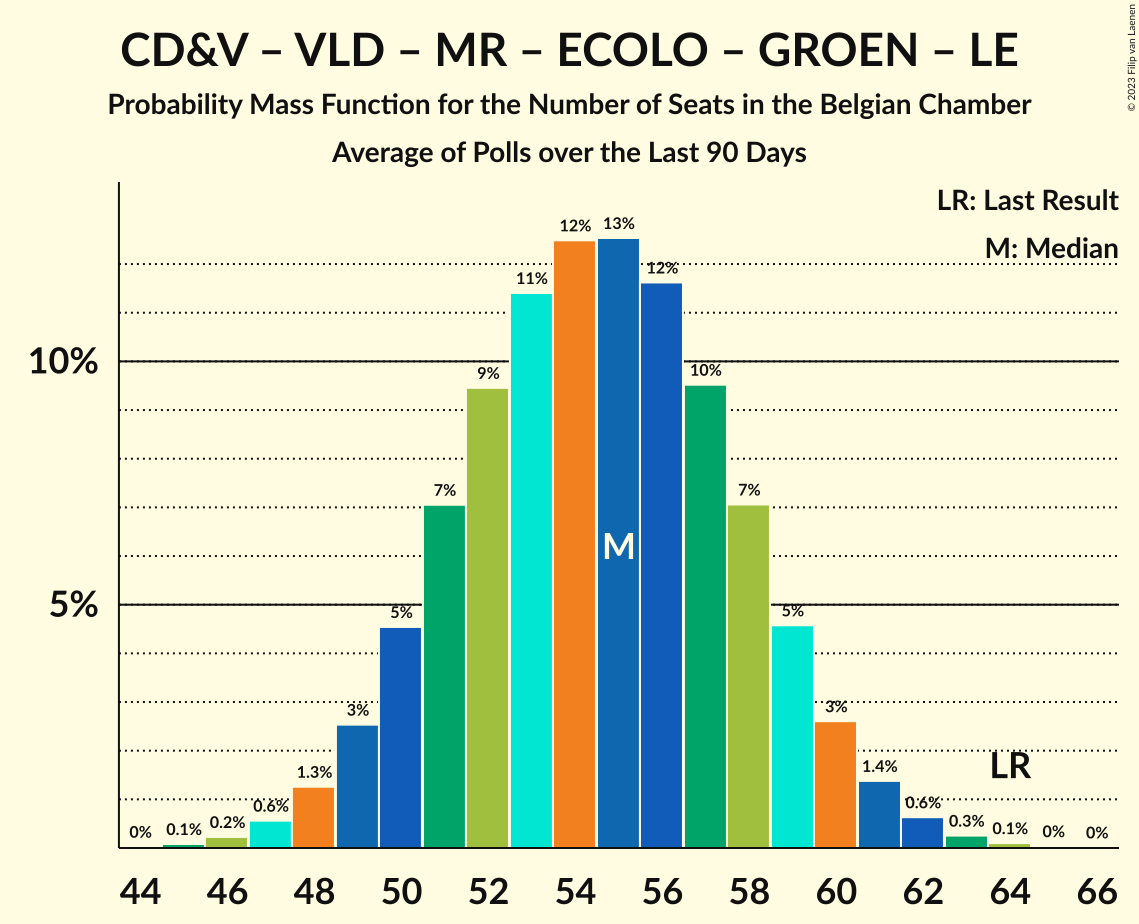 CD&V – VLD – MR – ECOLO – GROEN – LE
Probability Mass Function for the Number of Seats in the Belgian Chamber
Average of Polls over the Last 90 Days
© 2023 Filip van Laenen
LR: Last Result
M: Median
10%
5%
0% 0.1% 0.2% 0.6% 1.3% 3% 5% 7% 9% 11% 12% 13% 12% 10% 7% 5% 3% 1.4% 0.6% 0.3% 0.1% 0% 0%
M
LR
44 46 48 50 52 54 56 58 60 62 64 66